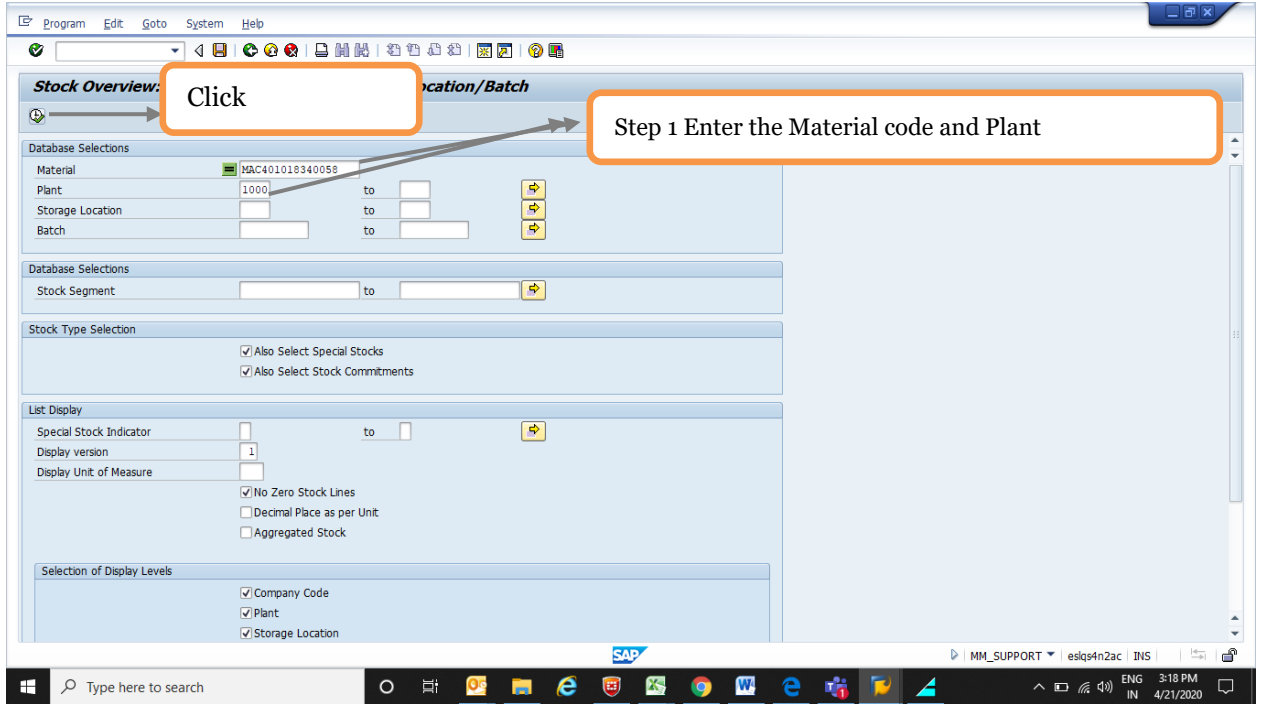 Program Edit Goto System Help
Stock Overview: ocation/Batch
Click
Step 1 Enter the Material code and Plant
Database Selections
Material MAC401018340058
Plant 1000 to
Storage Location to
Batch to
Database Selections
Stock Segment to
Stock Type Selection
Also Select Special Stocks
Also Select Stock Commitments
List Display
Special Stock Indicator to
Display version 1
Display Unit of Measure
No Zero Stock Lines
Decimal Place as per Unit
Aggregated Stock
Selection of Display Levels
Company Code
Plant
Storage Location
SAP
MM_SUPPORT eslqs4n2ac INS
Type here to search
ENG 3:18 PM
IN 4/21/2020